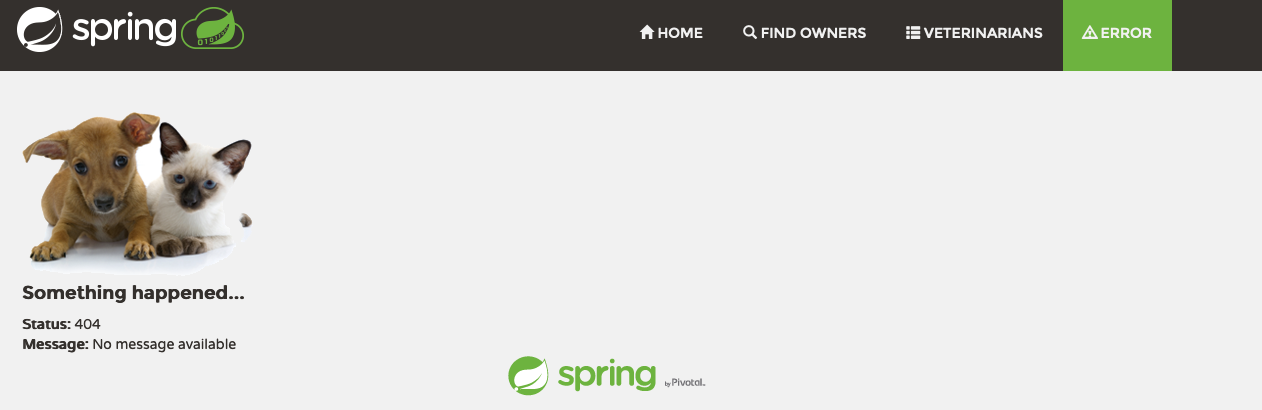 spring
HOME
FIND OWNERS
VETERINARIANS
ERROR
Something happened...
Status: 404
Message: No message available
spring by Pivotal.